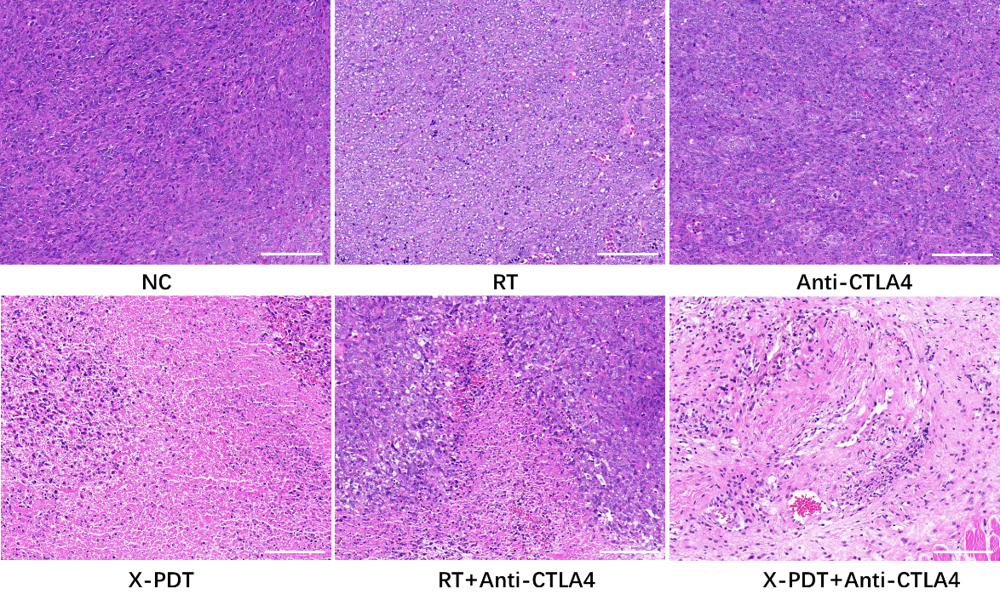 NC
RT
Anti-CTLA4
X-PDT
RT+Anti-CTLA4
X-PDT+Anti-CTLA4